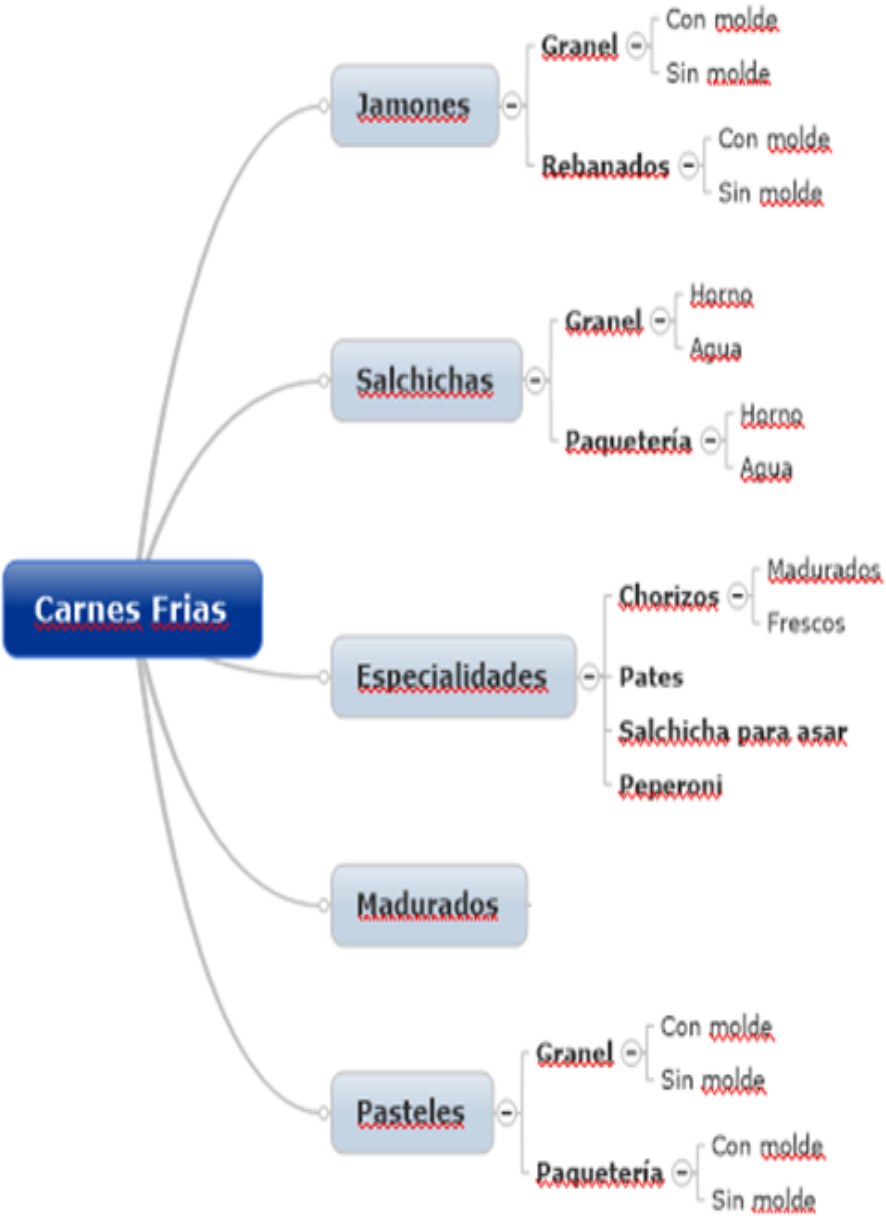 Carnes Frias
Jamones
Granel
Con molde
Sin molde
Rebanados
Con molde
Sin molde
Salchichas
Granel
Horno
Agua
Paquetería
Horno
Agua
Especialidades
Chorizos
Madurados
Frescos
Pates
Salchicha para asar
Peperoni
Madurados
Pasteles
Granel
Con molde
Sin molde
Paquetería
Con molde
Sin molde